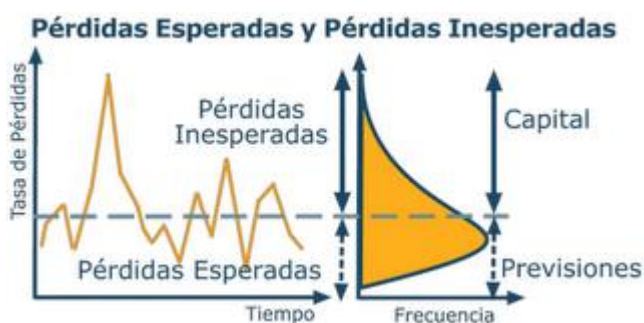 Pérdidas Esperadas y Pérdidas Inesperadas
Tasa de Pérdidas
Pérdidas
Inesperadas
Pérdidas Esperadas
Tiempo
Capital
Previsiones
Frecuencia